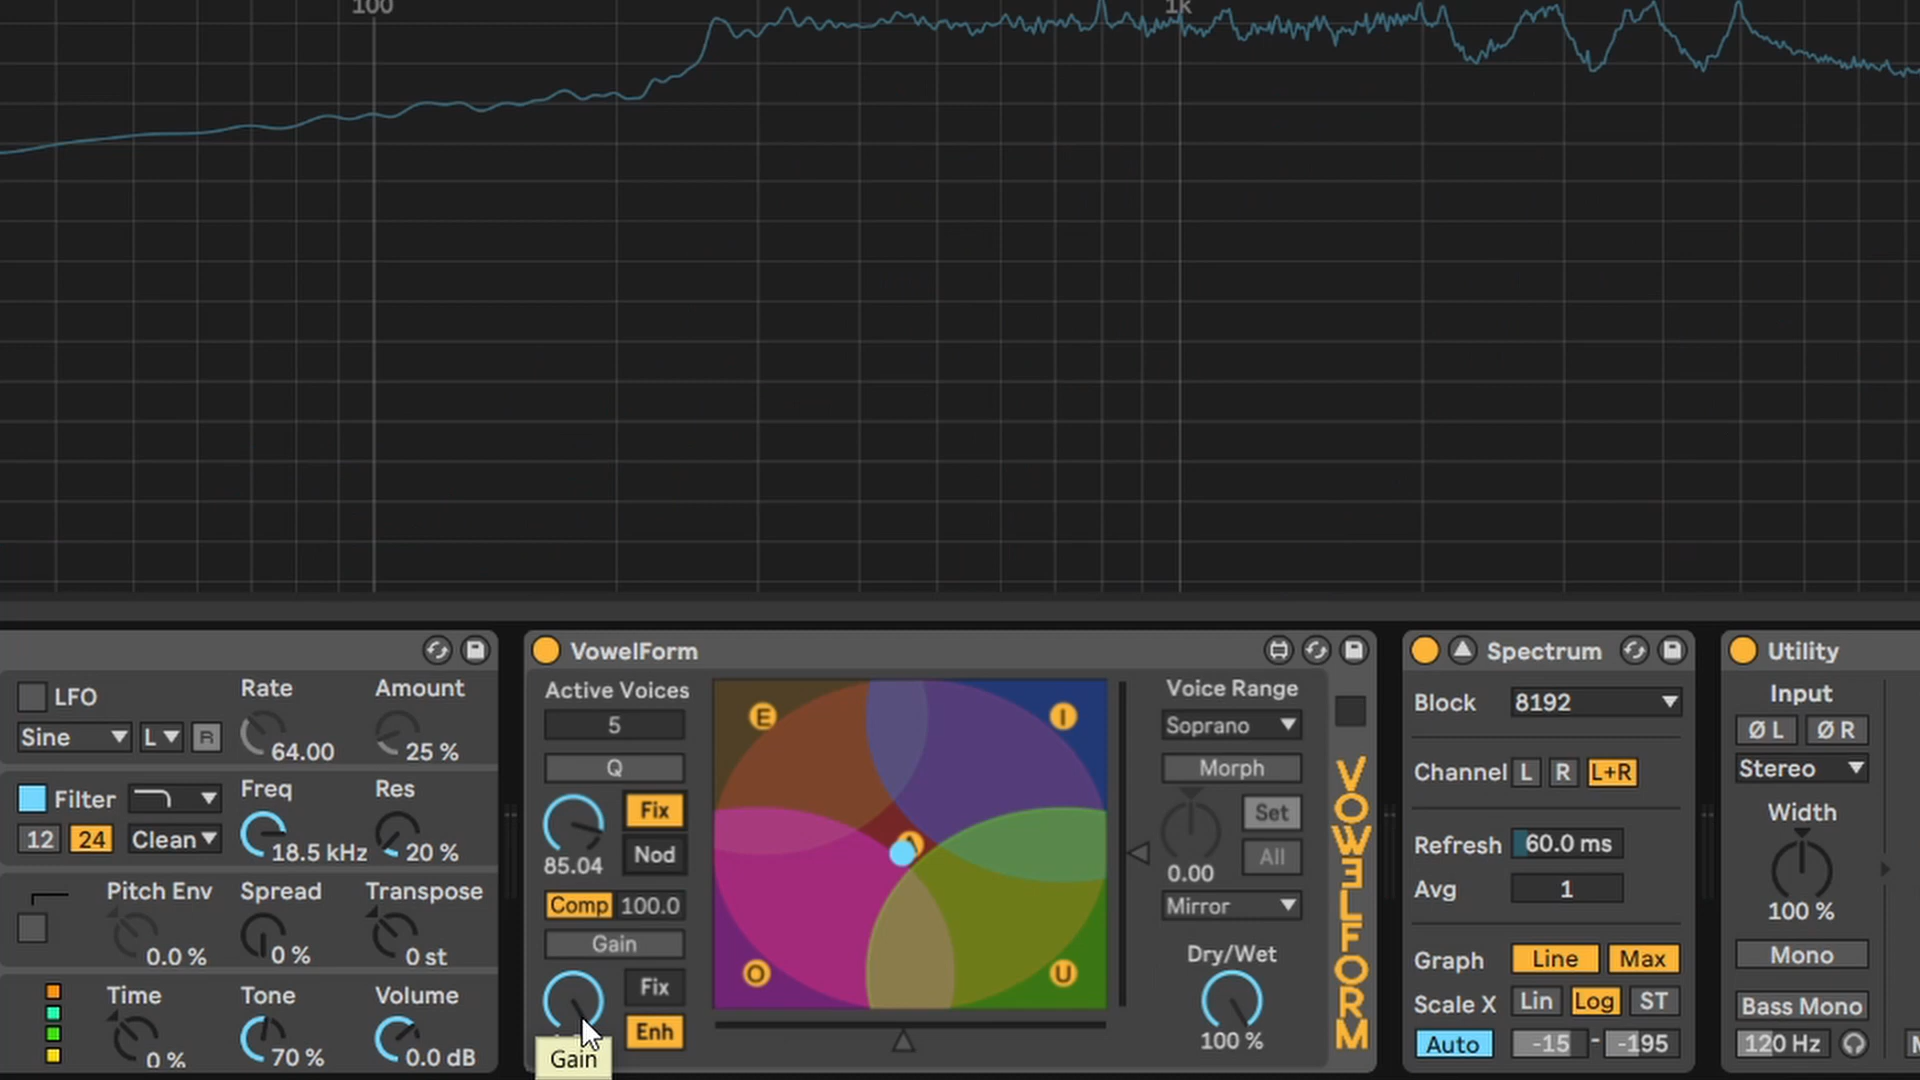 100
1k
LFO
Rate
Amount
Sine
L
R
64.00
25 %
Filter
Freq
Res
12
24
Clean
18.5 kHz
20 %
Pitch Env
Spread
Transpose
0.0 %
0 %
0 st
Time
Tone
Volume
0 %
70 %
0.0 dB
VowelForm
Active Voices
5
Q
Fix
Nod
85.04
Comp
100.0
Gain
Fix
Enh
Gain
E
I
O
U
Voice Range
Soprano
Morph
Set
All
0.00
Mirror
Dry/Wet
100 %
VOWELFORM
Spectrum
Block
8192
Channel
L
R
L+R
Refresh
60.0 ms
Avg
1
Graph
Line
Max
Scale X
Lin
Log
ST
Auto
-15
-
-195
Utility
Input
Ø L
Ø R
Stereo
Width
100 %
Mono
Bass Mono
120 Hz